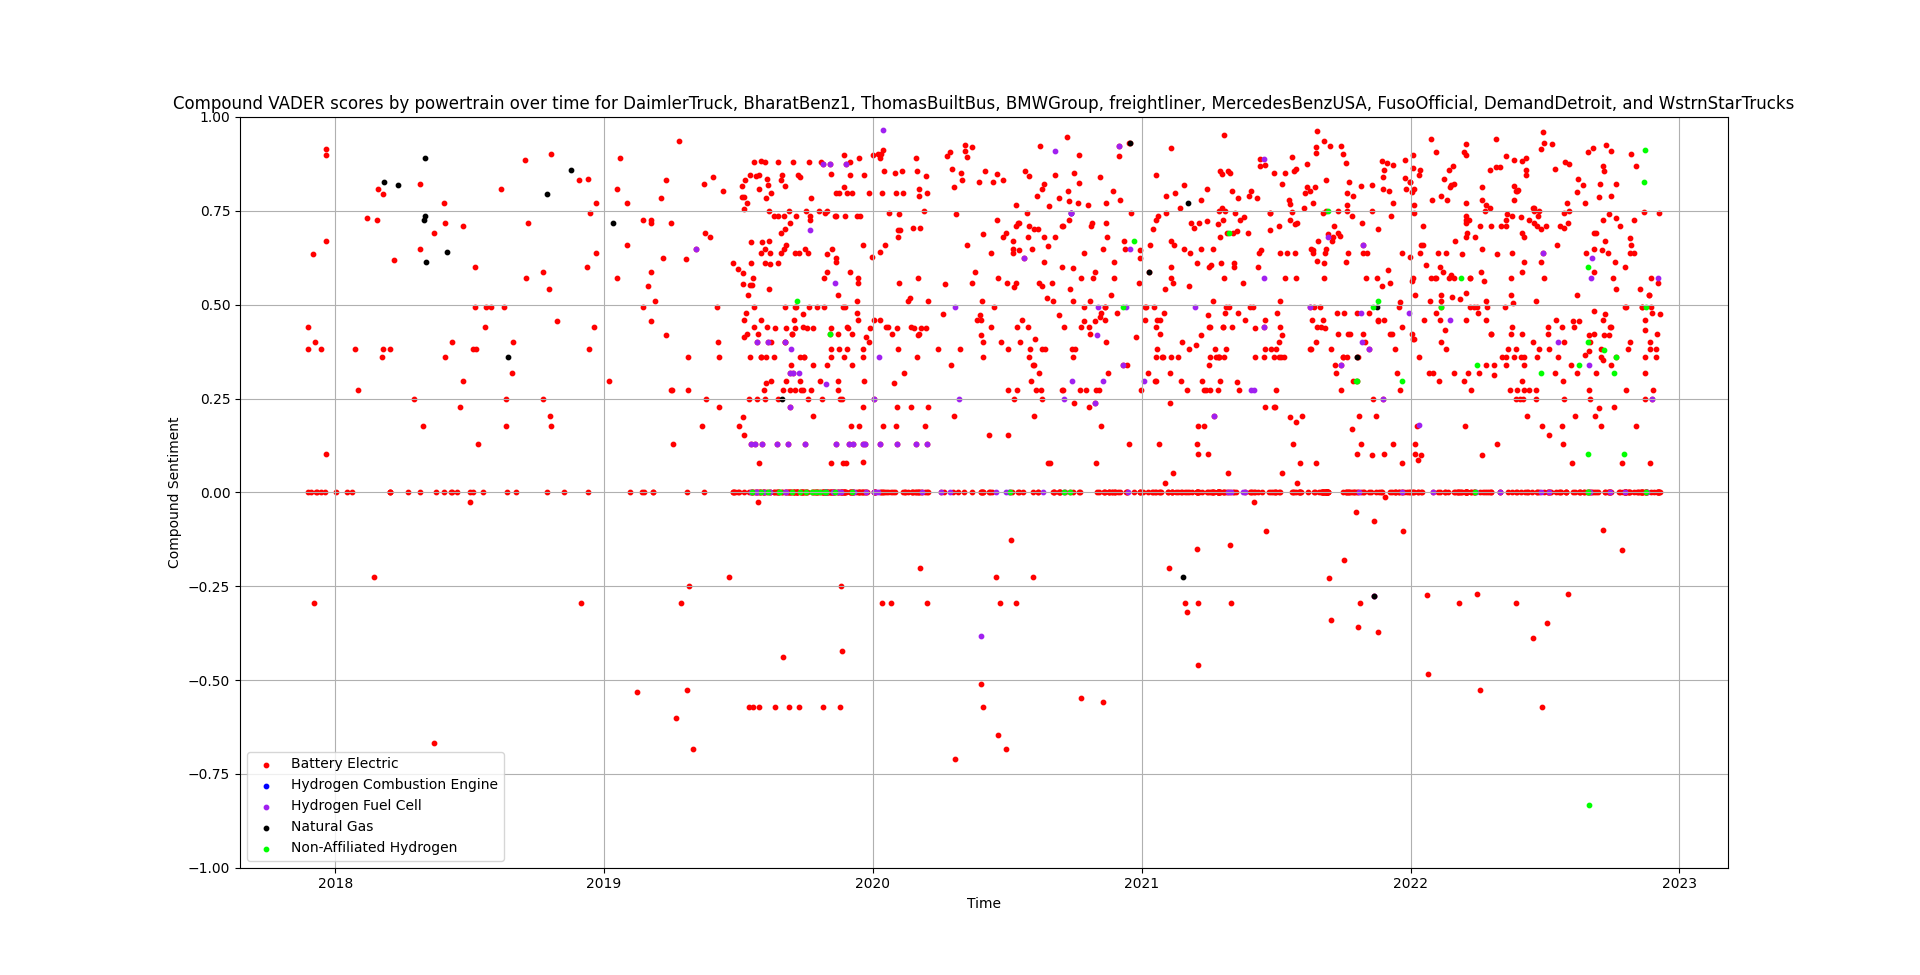 Compound VADER scores by powertrain over time for DaimlerTruck, BharatBenz1, ThomasBuiltBus, BMWGroup, freightliner, MercedesBenzUSA, FusoOfficial, DemandDetroit, and WstrnStarTrucks
1.00
0.75
0.50
0.25
0.00
−0.25
−0.50
−0.75
−1.00
Compound Sentiment
Battery Electric
Hydrogen Combustion Engine
Hydrogen Fuel Cell
Natural Gas
Non-Affiliated Hydrogen
2018 2019 2020 2021 2022 2023
Time